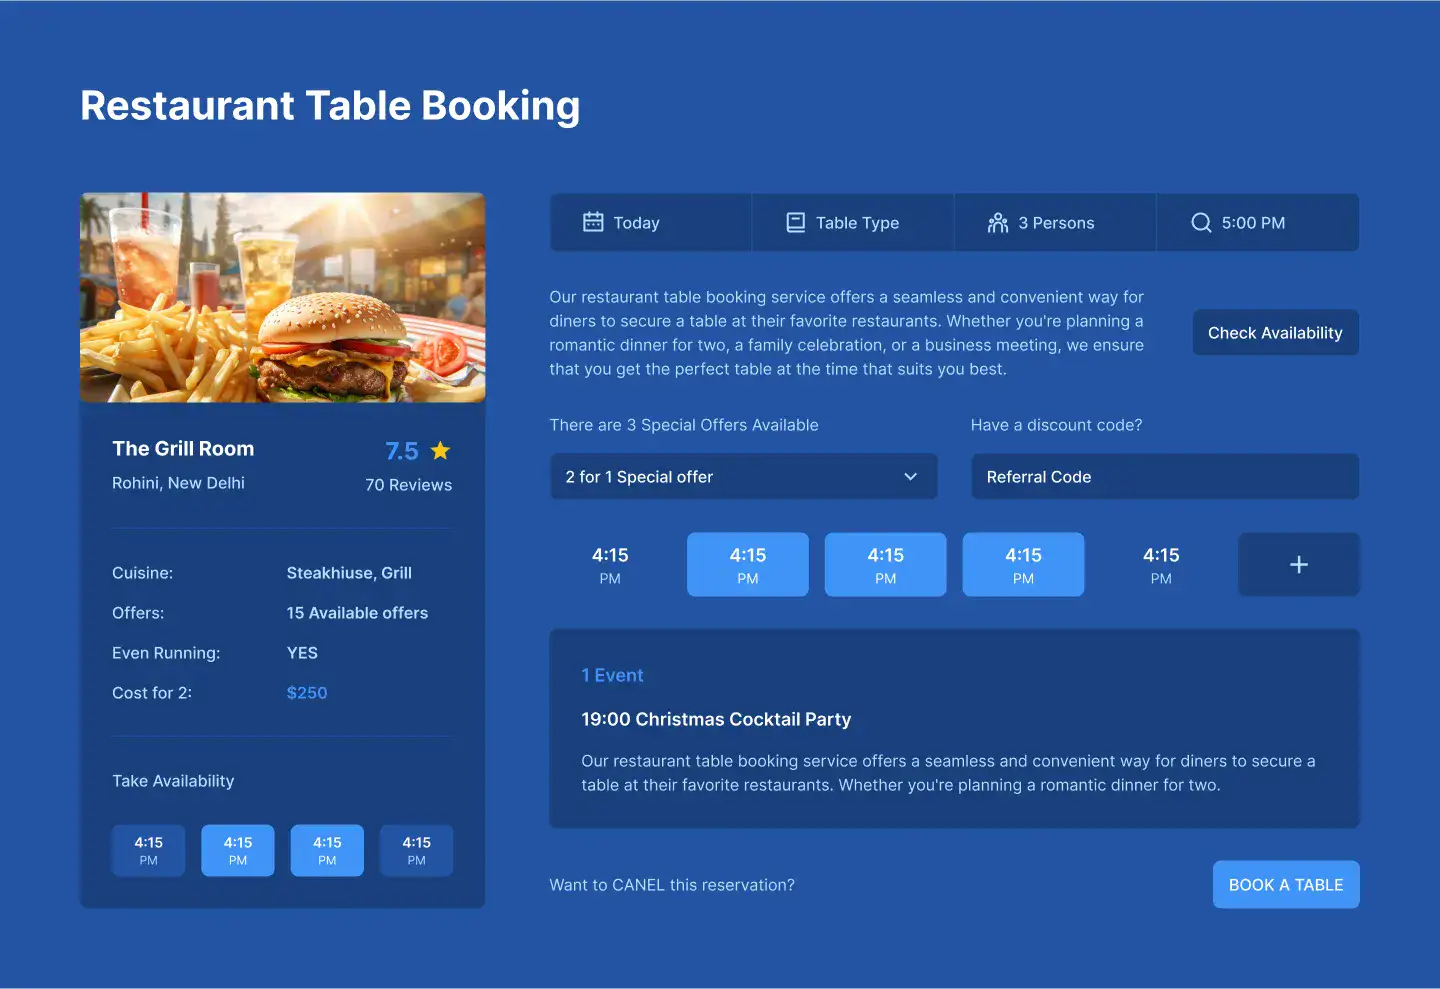 Restaurant Table Booking
The Grill Room
7.5
Rohini, New Delhi
70 Reviews
Cuisine:
Steakhiuse, Grill
Offers:
15 Available offers
Even Running:
YES
Cost for 2:
$250
Take Availability
4:15
PM
4:15
PM
4:15
PM
4:15
PM
Today
Table Type
3 Persons
5:00 PM
Our restaurant table booking service offers a seamless and convenient way for
diners to secure a table at their favorite restaurants. Whether you're planning a
romantic dinner for two, a family celebration, or a business meeting, we ensure
that you get the perfect table at the time that suits you best.
Check Availability
There are 3 Special Offers Available
2 for 1 Special offer
Have a discount code?
Referral Code
4:15
PM
4:15
PM
4:15
PM
4:15
PM
4:15
PM
+
1 Event
19:00 Christmas Cocktail Party
Our restaurant table booking service offers a seamless and convenient way for diners to secure a
table at their favorite restaurants. Whether you're planning a romantic dinner for two.
Want to CANEL this reservation?
BOOK A TABLE